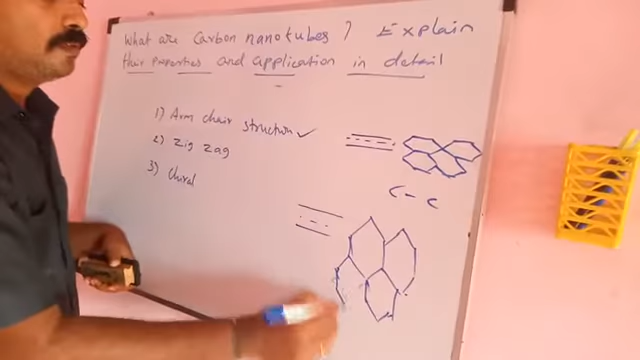 What are Carbon nanotubes ? Explain
their properties and application in detail
1) Arm chair structure ✓
2) Zig zag
3) Chiral
C - C